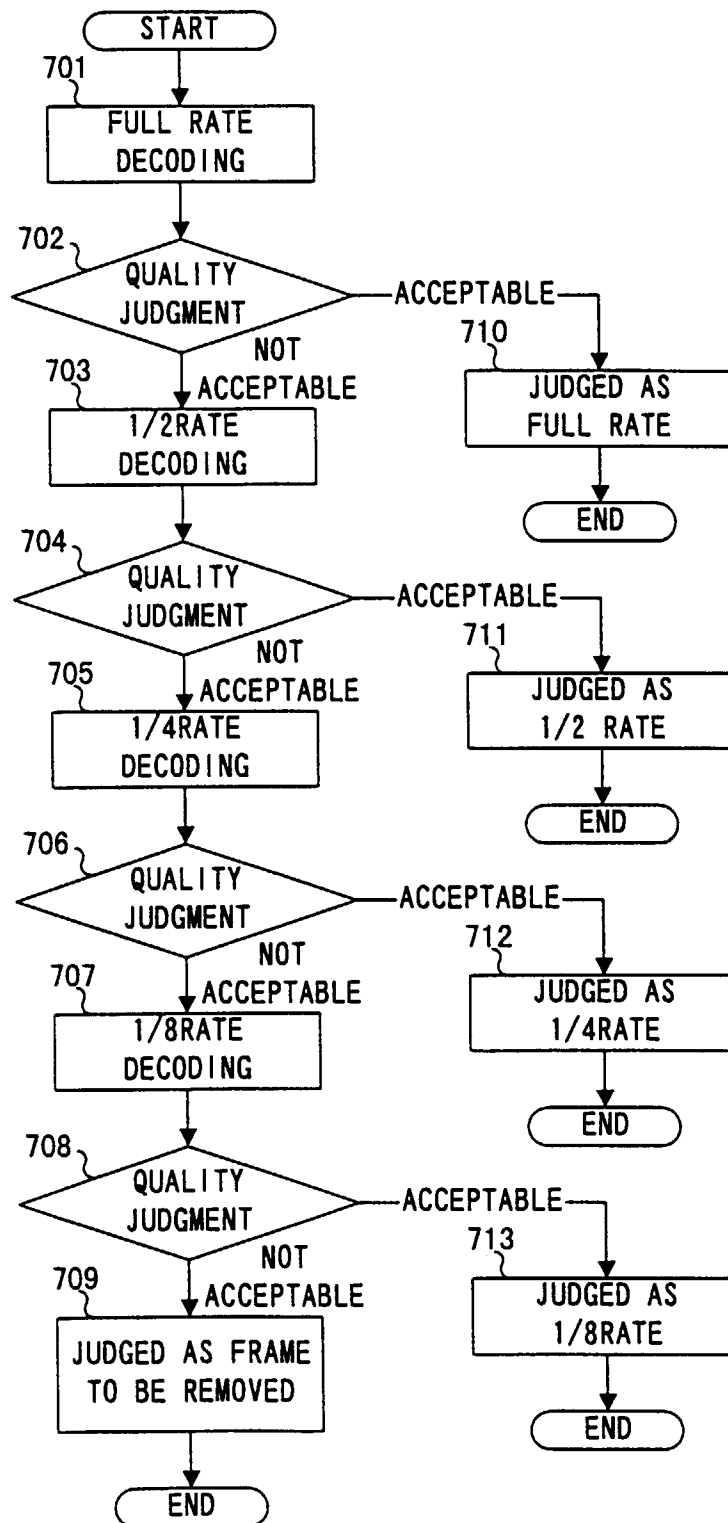 START
701
FULL RATE
DECODING
702
QUALITY
JUDGMENT
ACCEPTABLE
NOT
ACCEPTABLE
710
JUDGED AS
FULL RATE
END
703
1/2RATE
DECODING
704
QUALITY
JUDGMENT
ACCEPTABLE
NOT
ACCEPTABLE
711
JUDGED AS
1/2 RATE
END
705
1/4RATE
DECODING
706
QUALITY
JUDGMENT
ACCEPTABLE
NOT
ACCEPTABLE
712
JUDGED AS
1/4RATE
END
707
1/8RATE
DECODING
708
QUALITY
JUDGMENT
ACCEPTABLE
NOT
ACCEPTABLE
713
JUDGED AS
1/8RATE
END
709
JUDGED AS FRAME
TO BE REMOVED
END